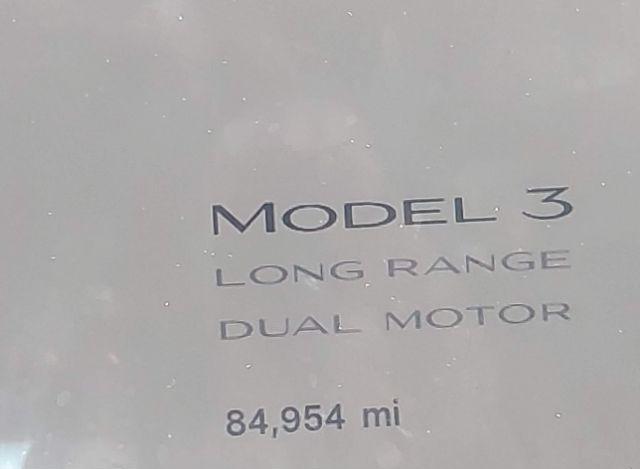 MODEL 3
LONG RANGE
DUAL MOTOR
84,954 mi